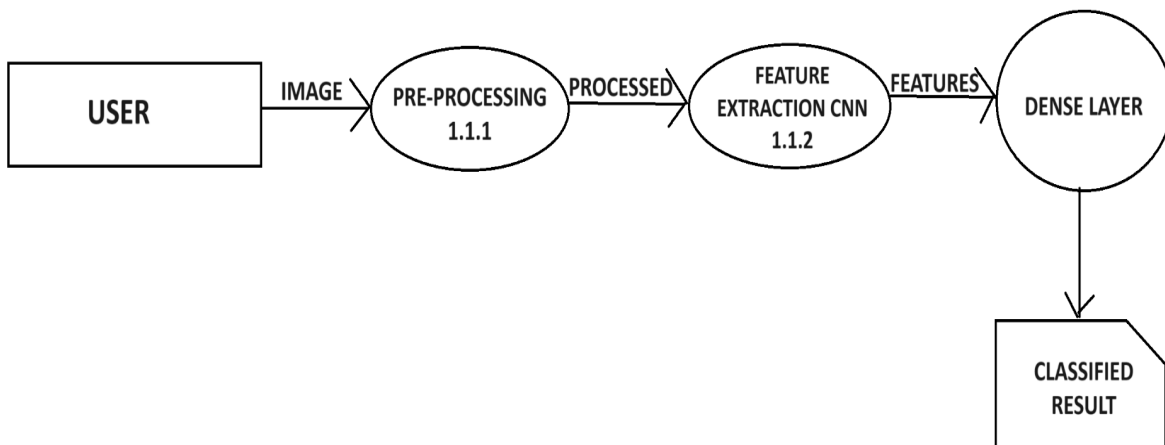 USER
IMAGE
PRE-PROCESSING
1.1.1
PROCESSED
FEATURE
EXTRACTION CNN
1.1.2
FEATURES
DENSE LAYER
CLASSIFIED
RESULT